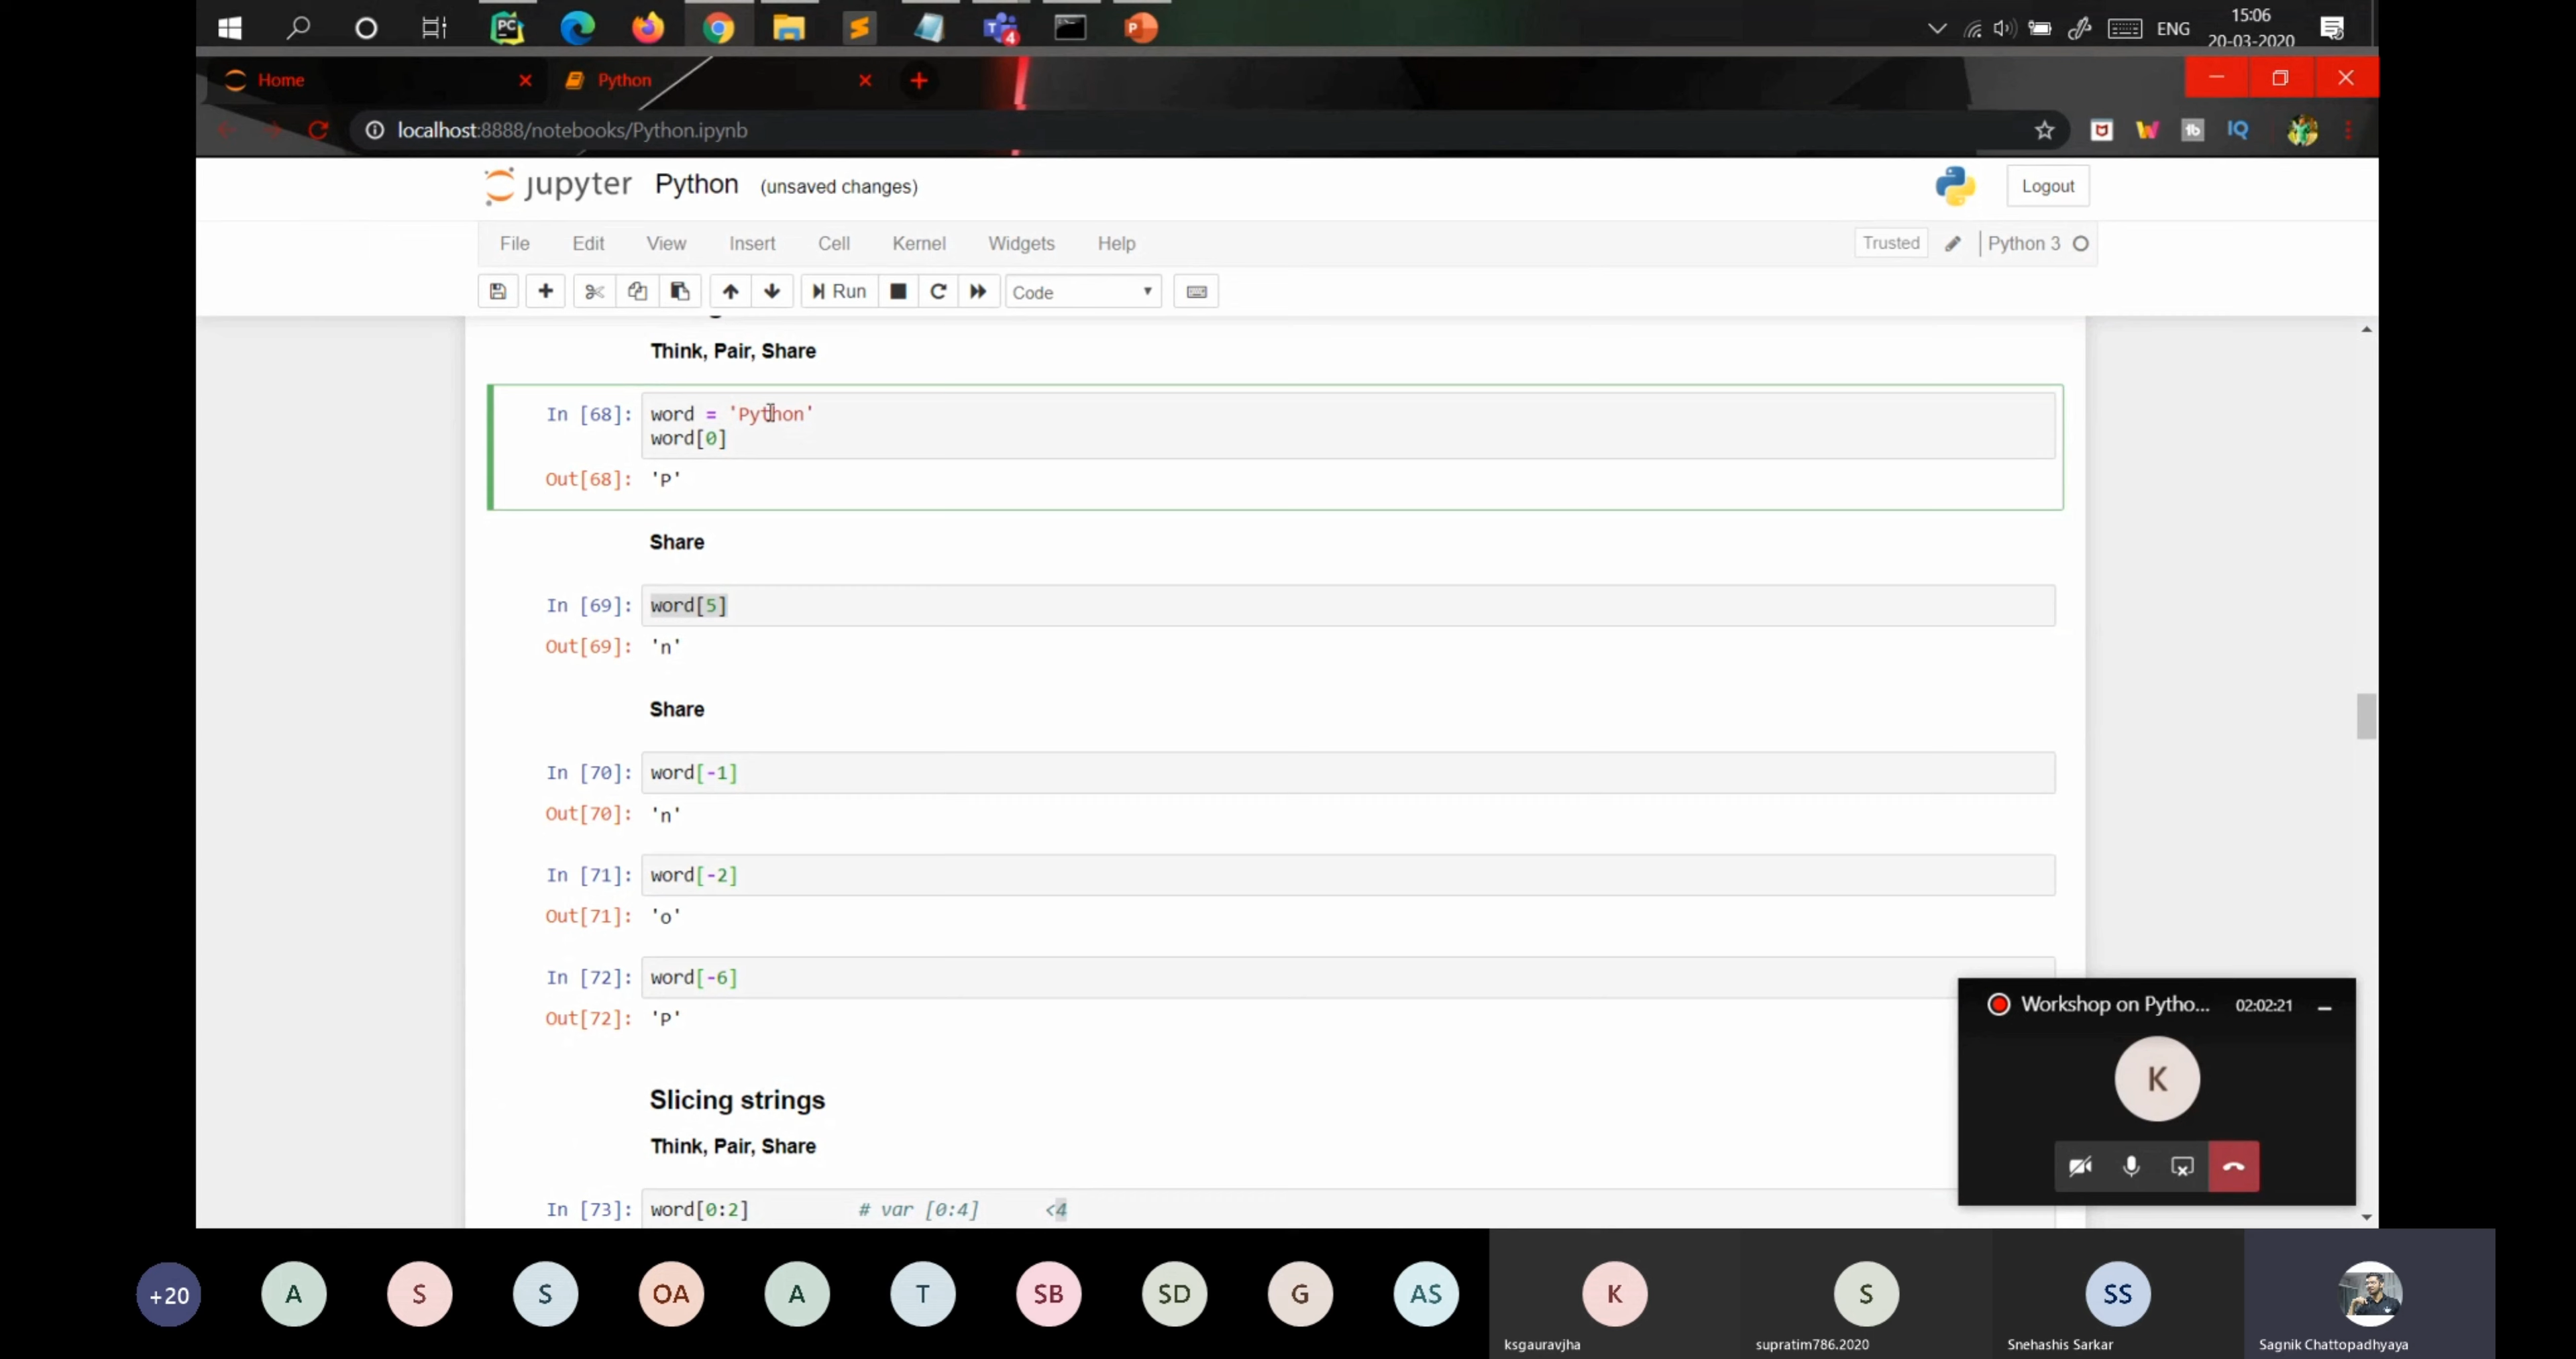 15:06
ENG
20-03-2020
PC
T 4
P
Home
Python
localhost:8888/notebooks/Python.ipynb
IQ
jupyter Python (unsaved changes)
Logout
File Edit View Insert Cell Kernel Widgets Help
Trusted
Python 3
Run
Code
Think, Pair, Share
In [68]: word = 'Python'
word[0]
Out[68]: 'P'
Share
In [69]: word[5]
Out[69]: 'n'
Share
In [70]: word[-1]
Out[70]: 'n'
In [71]: word[-2]
Out[71]: 'o'
In [72]: word[-6]
Out[72]: 'P'
Workshop on Pytho... 02:02:21
K
Slicing strings
Think, Pair, Share
In [73]: word[0:2] # var [0:4] <4
+20 A S S OA A T SB SD G AS K S SS
ksgauravjha
supratim786.2020
Snehashis Sarkar
Sagnik Chattopadhyaya